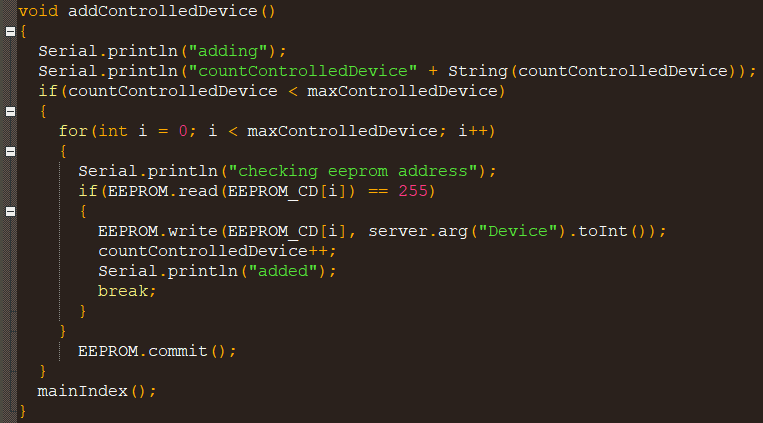 void addControlledDevice()
{
  Serial.println("adding");
  Serial.println("countControlledDevice" + String(countControlledDevice));
  if(countControlledDevice < maxControlledDevice)
  {
    for(int i = 0; i < maxControlledDevice; i++)
    {
      Serial.println("checking eeprom address");
      if(EEPROM.read(EEPROM_CD[i]) == 255)
      {
        EEPROM.write(EEPROM_CD[i], server.arg("Device").toInt());
        countControlledDevice++;
        Serial.println("added");
        break;
      }
    }
      EEPROM.commit();
  }
  mainIndex();
}